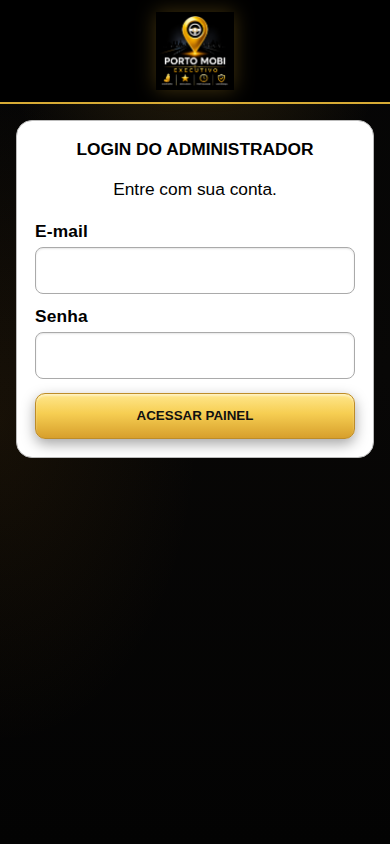 PORTO MOBI
EXECUTIVO
LOGIN DO ADMINISTRADOR
Entre com sua conta.
E-mail
Senha
ACESSAR PAINEL